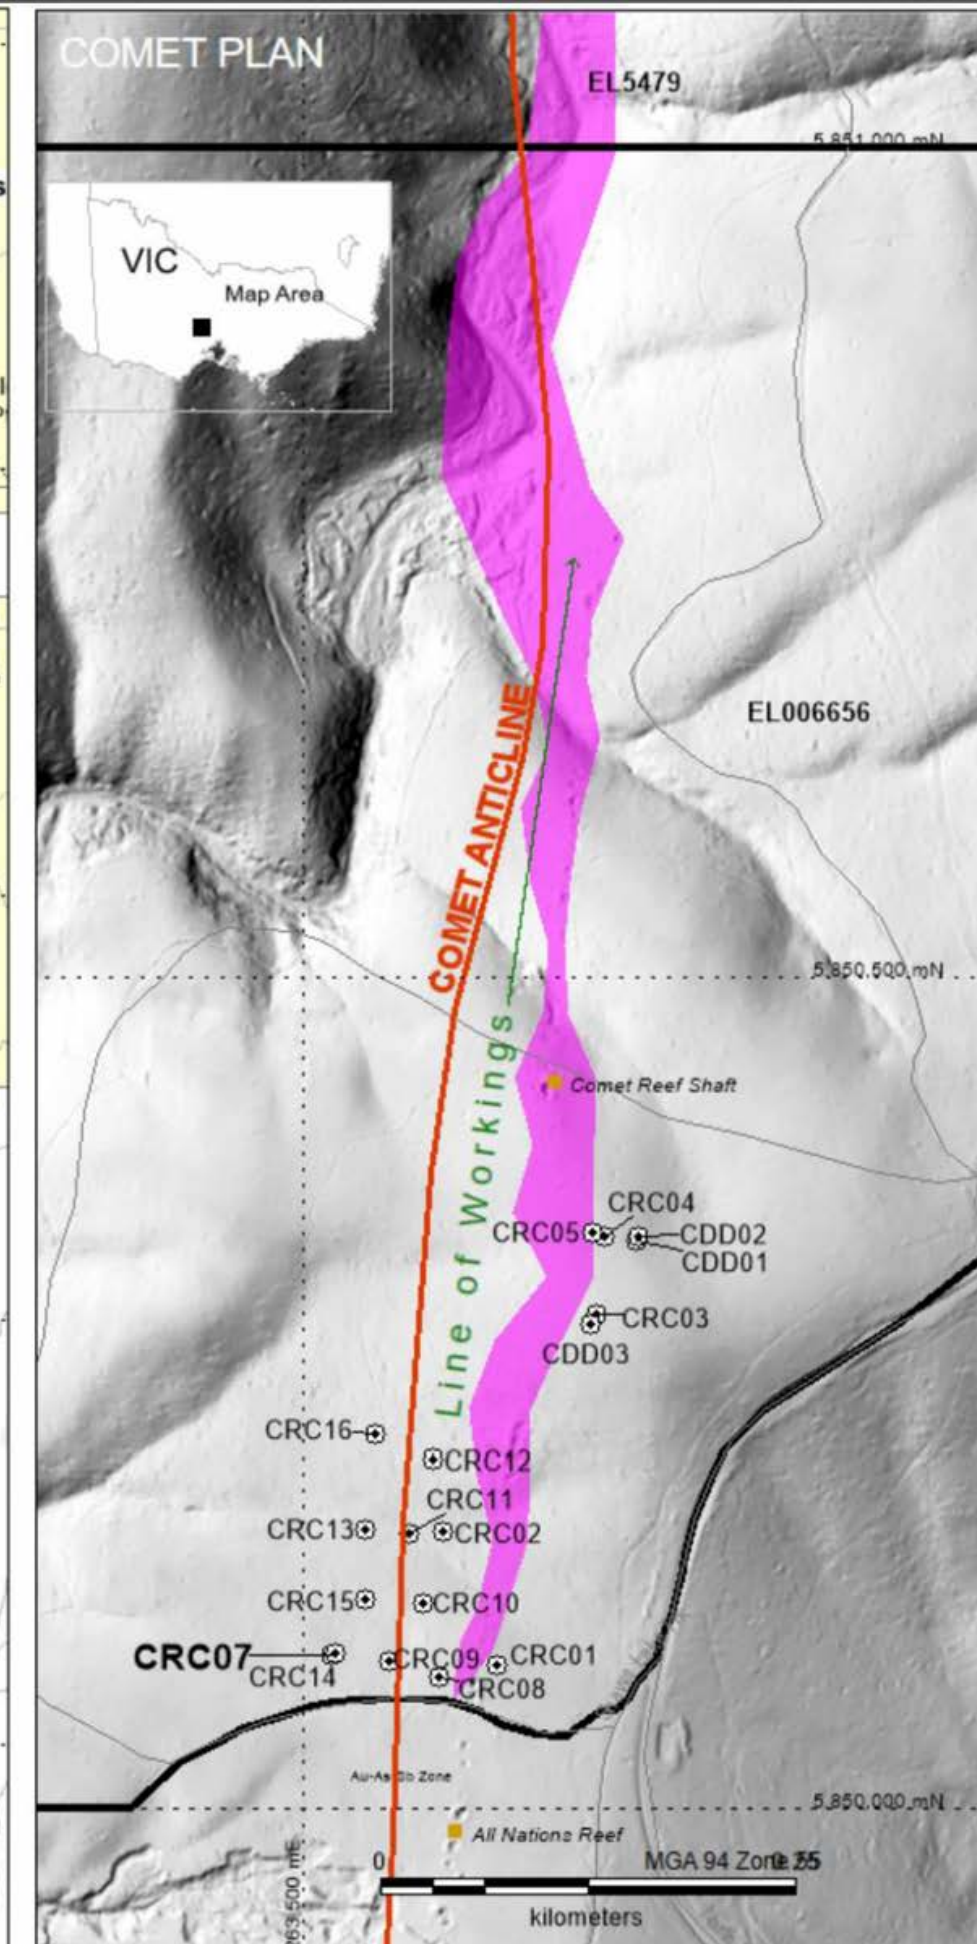 COMET PLAN
EL5479
5,851,000 mN
VIC
Map Area
EL006656
COMET ANTICLINE
5,850,500 mN
Line of Workings
Comet Reef Shaft
CRC04
CRC05
CDD02
CDD01
CRC03
CDD03
CRC16
CRC12
CRC11
CRC13
CRC02
CRC15
CRC10
CRC07
CRC09
CRC01
CRC14
CRC08
Au-As Sb Zone
5,850,000 mN
All Nations Reef
0
MGA 94 Zone 55
kilometers